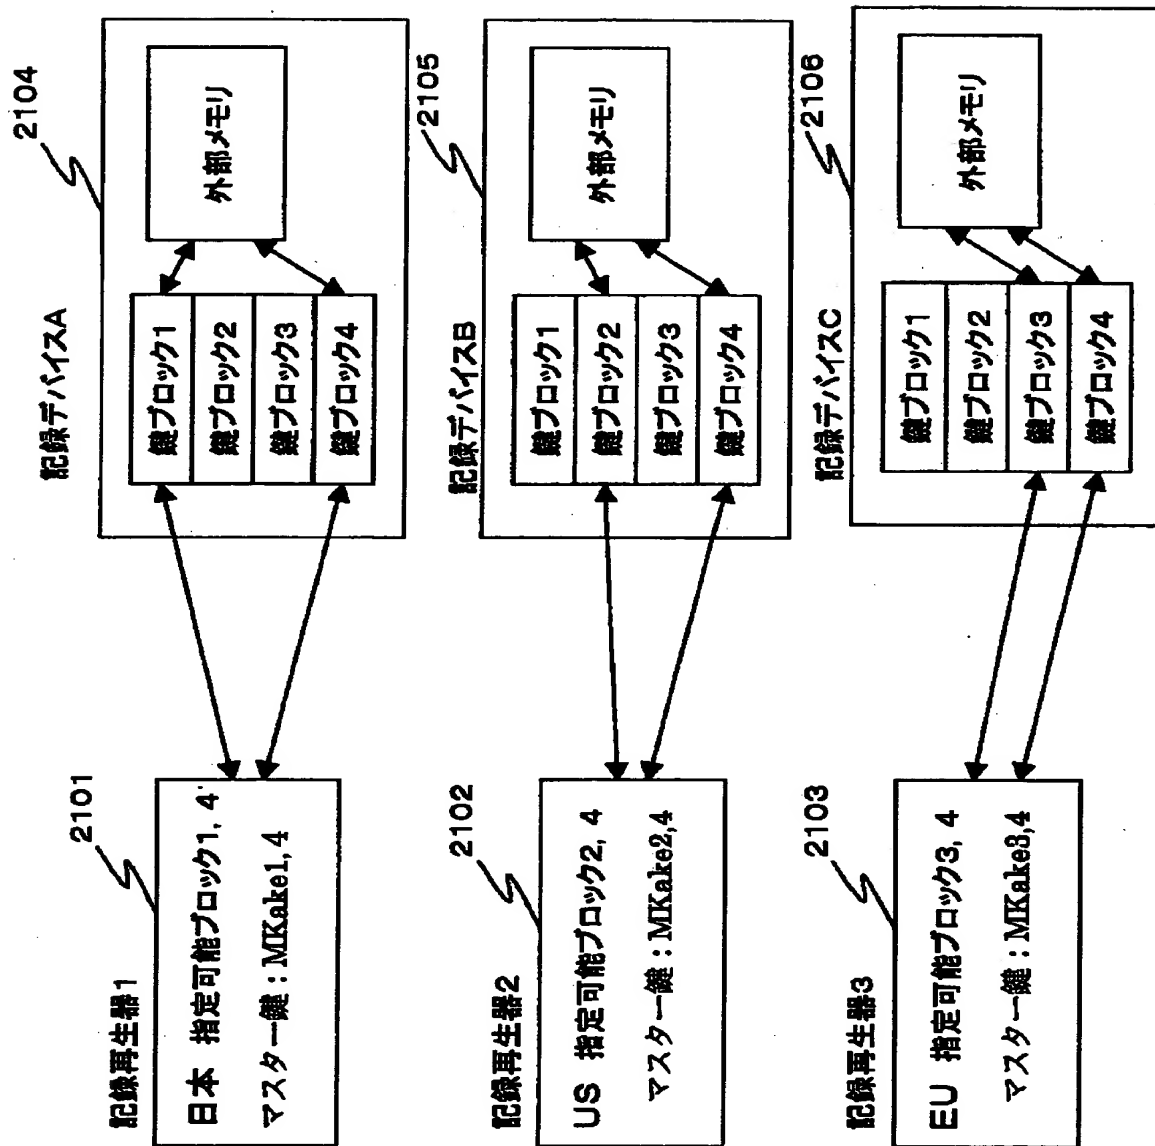 記録再生器1
2101
日本 指定可能ブロック1, 4
マスター鍵：MKake1,4
記録デバイスA
2104
鍵ブロック1
鍵ブロック2
鍵ブロック3
鍵ブロック4
外部メモリ
記録再生器2
2102
US 指定可能ブロック2, 4
マスター鍵：MKake2,4
記録デバイスB
2105
鍵ブロック1
鍵ブロック2
鍵ブロック3
鍵ブロック4
外部メモリ
記録再生器3
2103
EU 指定可能ブロック3, 4
マスター鍵：MKake3,4
記録デバイスC
2106
鍵ブロック1
鍵ブロック2
鍵ブロック3
鍵ブロック4
外部メモリ